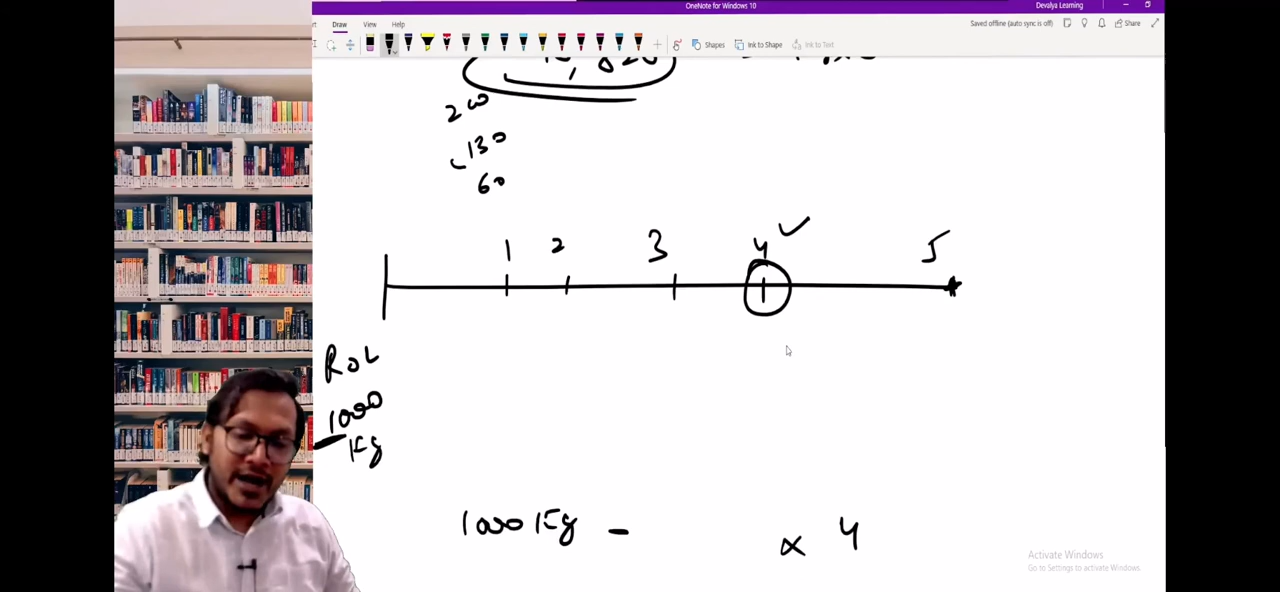 OneNote for Windows 10
Devalya Learning
Draw View Help
Saved offline (auto sync is off)
Share
Shapes
Ink to Shape
Ink to Text
200
130
60
1 2 3 4 5
ROL
1000
Kg
1000 Kg - × 4
Activate Windows
Go to Settings to activate Windows.